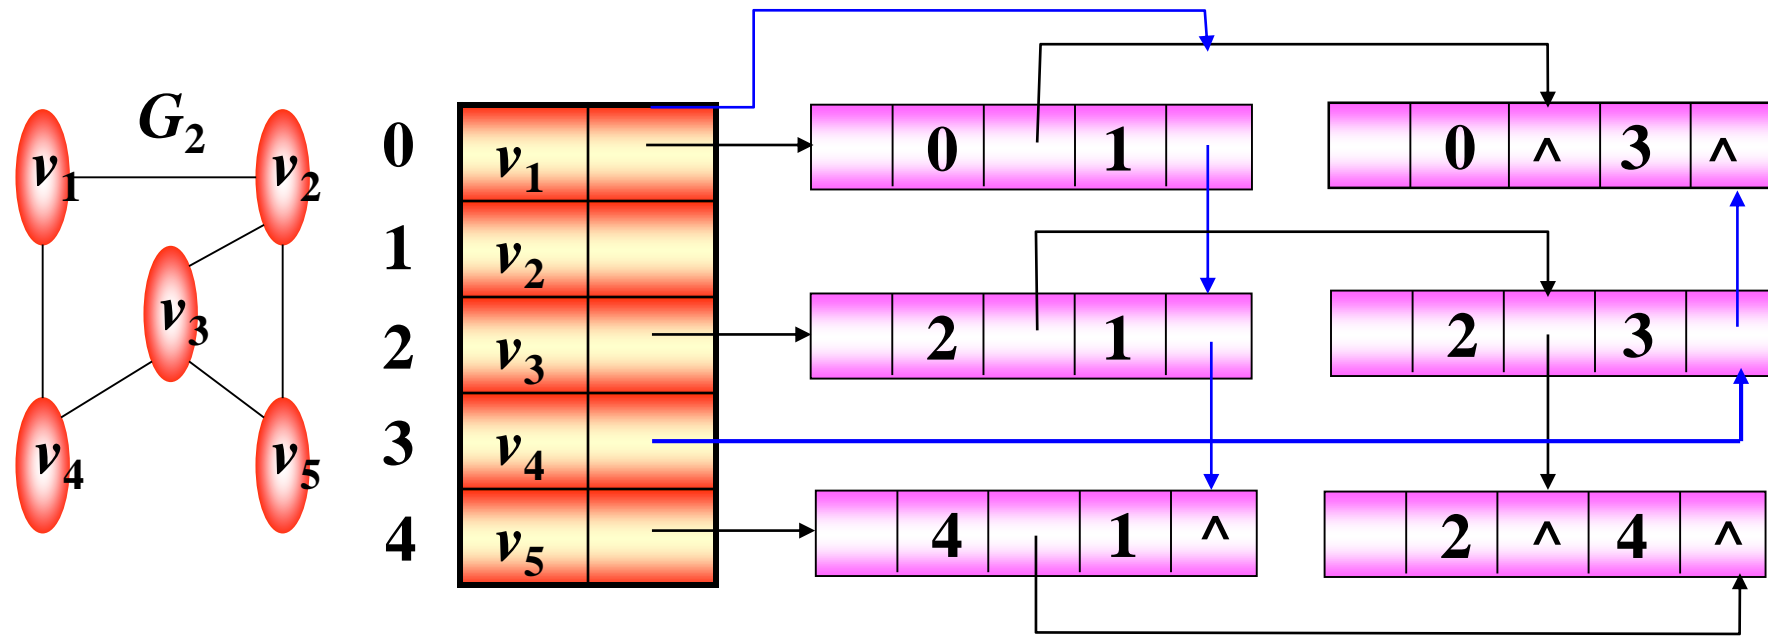 G2
v1 v2
v3
v4 v5
0 v1 0 1 0 ^ 3 ^
1 v2
2 v3 2 1 2 3
3 v4
4 v5 4 1 ^ 2 ^ 4 ^